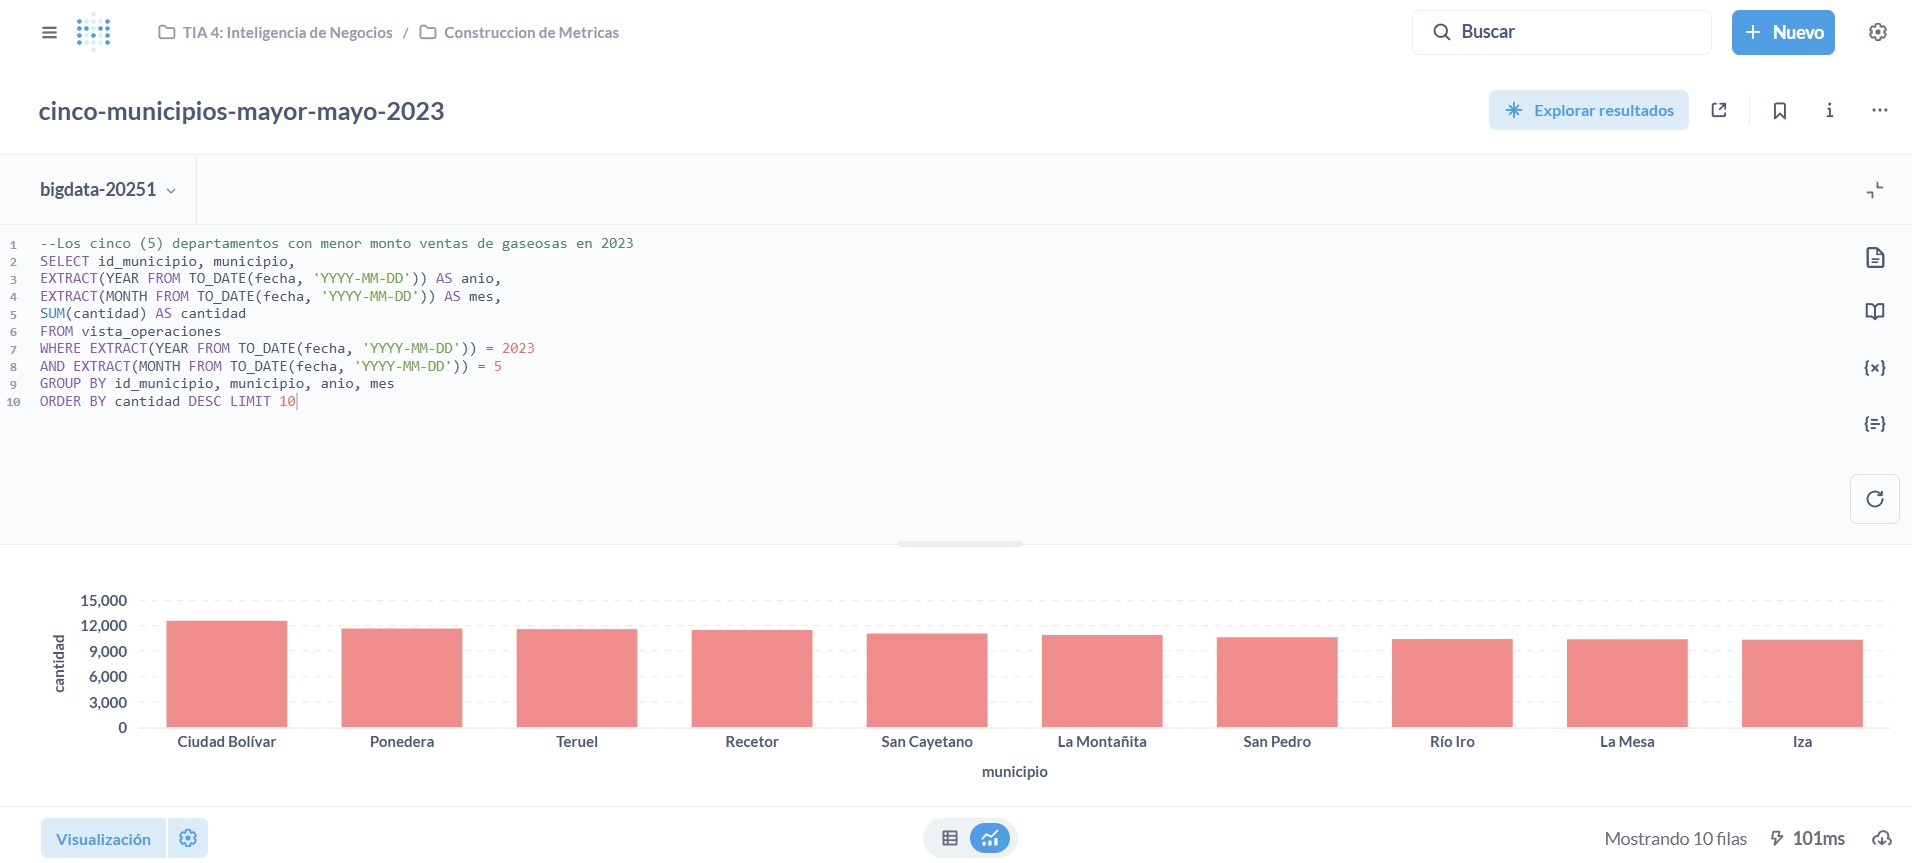 TIA 4: Inteligencia de Negocios / Construccion de Metricas
Buscar
+ Nuevo
cinco-municipios-mayor-mayo-2023
Explorar resultados
bigdata-20251
1 --Los cinco (5) departamentos con menor monto ventas de gaseosas en 2023
2 SELECT id_municipio, municipio,
3 EXTRACT(YEAR FROM TO_DATE(fecha, 'YYYY-MM-DD')) AS anio,
4 EXTRACT(MONTH FROM TO_DATE(fecha, 'YYYY-MM-DD')) AS mes,
5 SUM(cantidad) AS cantidad
6 FROM vista_operaciones
7 WHERE EXTRACT(YEAR FROM TO_DATE(fecha, 'YYYY-MM-DD')) = 2023
8 AND EXTRACT(MONTH FROM TO_DATE(fecha, 'YYYY-MM-DD')) = 5
9 GROUP BY id_municipio, municipio, anio, mes
10 ORDER BY cantidad DESC LIMIT 10
15,000
12,000
9,000
6,000
3,000
0
cantidad
Ciudad Bolívar Ponedera Teruel Recetor San Cayetano La Montañita San Pedro Río Iro La Mesa Iza
municipio
Visualización
Mostrando 10 filas 101ms